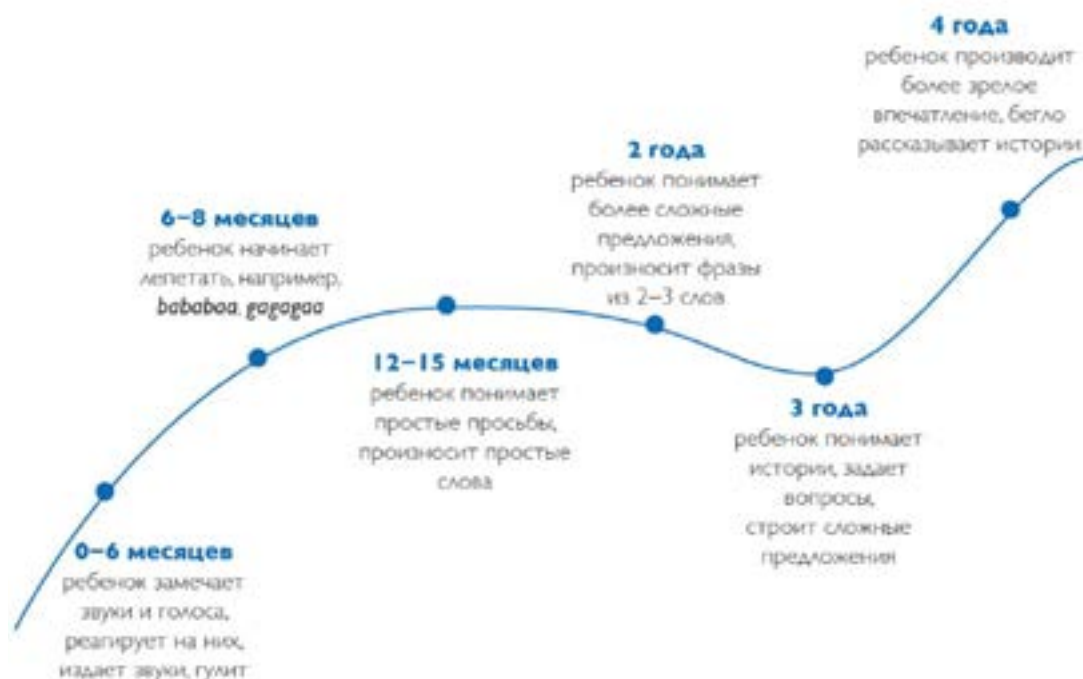 0–6 месяцев
ребенок замечает
звуки и голоса,
реагирует на них,
издает звуки, гулит
6–8 месяцев
ребенок начинает
лепетать, например,
bababaa, gagagaa
12–15 месяцев
ребенок понимает
простые просьбы,
произносит простые
слова
2 года
ребенок понимает
более сложные
предложения,
произносит фразы
из 2–3 слов
3 года
ребенок понимает
истории, задает
вопросы,
строит сложные
предложения
4 года
ребенок производит
более зрелое
впечатление, бегло
рассказывает истории